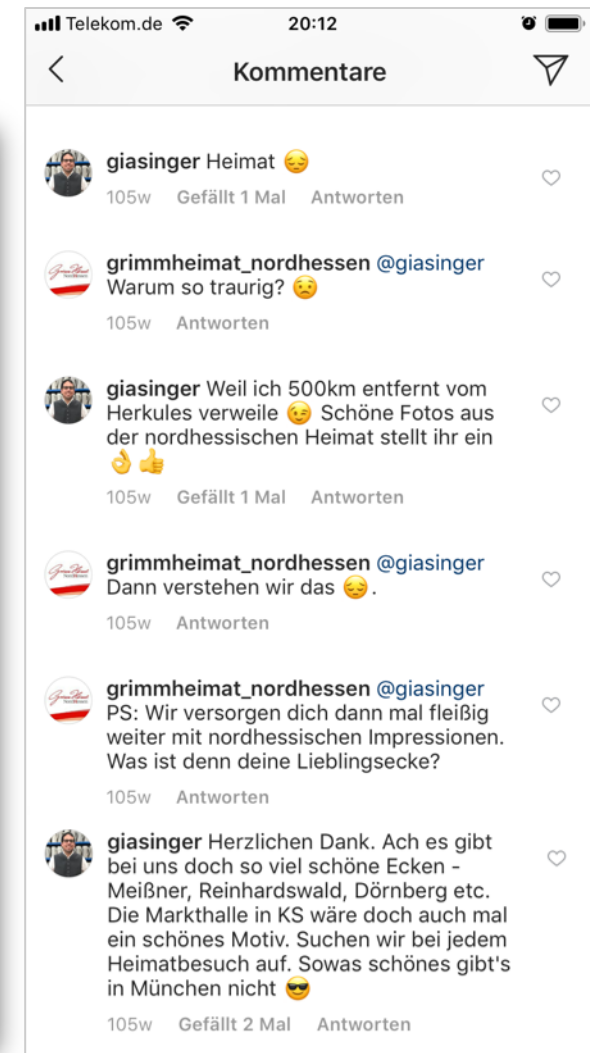 Telekom.de 20:12
Kommentare
giasinger Heimat 😔
105w Gefällt 1 Mal Antworten
grimmheimat_nordhessen @giasinger
Warum so traurig? 😟
105w Antworten
giasinger Weil ich 500km entfernt vom
Herkules verweile 😉 Schöne Fotos aus
der nordhessischen Heimat stellt ihr ein
👌👍
105w Gefällt 1 Mal Antworten
grimmheimat_nordhessen @giasinger
Dann verstehen wir das 😔.
105w Antworten
grimmheimat_nordhessen @giasinger
PS: Wir versorgen dich dann mal fleißig
weiter mit nordhessischen Impressionen.
Was ist denn deine Lieblingsecke?
105w Antworten
giasinger Herzlichen Dank. Ach es gibt
bei uns doch so viel schöne Ecken -
Meißner, Reinhardswald, Dörnberg etc.
Die Markthalle in KS wäre doch auch mal
ein schönes Motiv. Suchen wir bei jedem
Heimatbesuch auf. Sowas schönes gibt's
in München nicht 😎
105w Gefällt 2 Mal Antworten